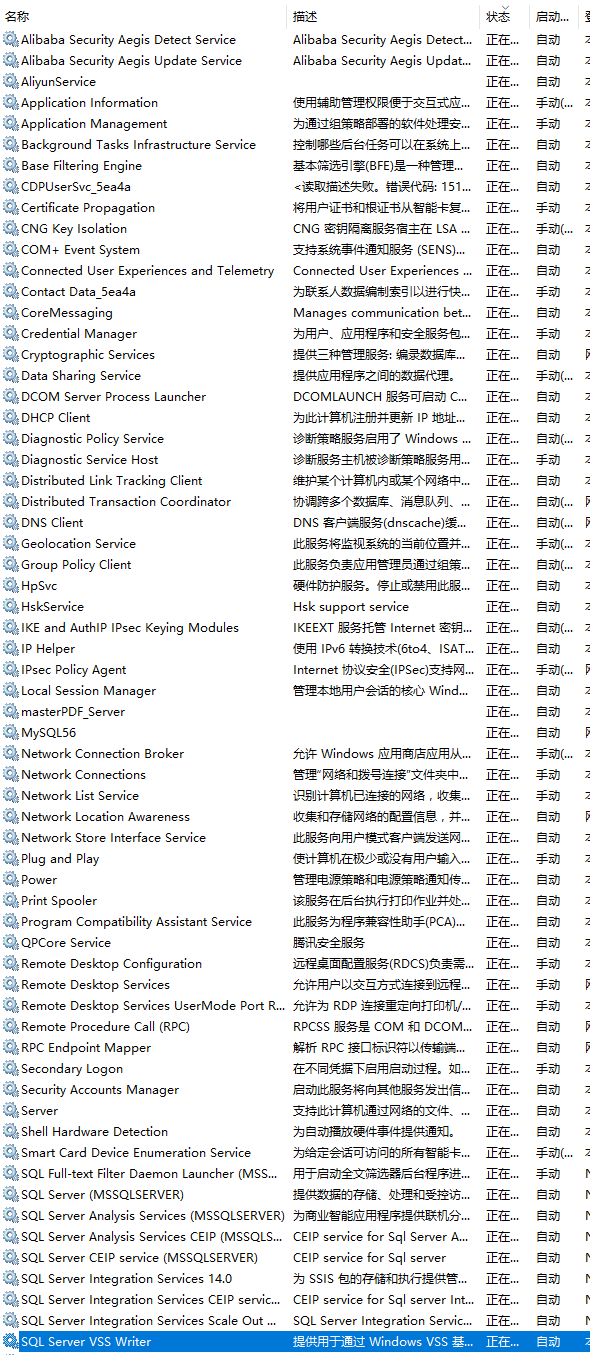 名称 描述 状态 启动... 登
Alibaba Security Aegis Detect Service Alibaba Security Aegis Detect... 正在... 自动 本
Alibaba Security Aegis Update Service Alibaba Security Aegis Updat... 正在... 自动 本
AliyunService 正在... 自动 本
Application Information 使用辅助管理权限便于交互式应... 正在... 手动(... 本
Application Management 为通过组策略部署的软件处理安... 正在... 手动 本
Background Tasks Infrastructure Service 控制哪些后台任务可以在系统上... 正在... 自动 本
Base Filtering Engine 基本筛选引擎(BFE)是一种管理... 正在... 自动 本
CDPUserSvc_5ea4a <读取描述失败。错误代码: 151... 正在... 自动 本
Certificate Propagation 将用户证书和根证书从智能卡复... 正在... 手动 本
CNG Key Isolation CNG 密钥隔离服务宿主在 LSA ... 正在... 手动(... 本
COM+ Event System 支持系统事件通知服务 (SENS)... 正在... 自动 本
Connected User Experiences and Telemetry Connected User Experiences ... 正在... 自动 本
Contact Data_5ea4a 为联系人数据编制索引以进行快... 正在... 手动 本
CoreMessaging Manages communication bet... 正在... 自动 本
Credential Manager 为用户、应用程序和安全服务包... 正在... 手动 本
Cryptographic Services 提供三种管理服务: 编录数据库... 正在... 自动 网
Data Sharing Service 提供应用程序之间的数据代理。 正在... 手动(... 本
DCOM Server Process Launcher DCOMLAUNCH 服务可启动 C... 正在... 自动 本
DHCP Client 为此计算机注册并更新 IP 地址... 正在... 自动 本
Diagnostic Policy Service 诊断策略服务启用了 Windows ... 正在... 自动(... 本
Diagnostic Service Host 诊断服务主机被诊断策略服务用... 正在... 手动 本
Distributed Link Tracking Client 维护某个计算机内或某个网络中... 正在... 自动 本
Distributed Transaction Coordinator 协调跨多个数据库、消息队列、... 正在... 自动(... 网
DNS Client DNS 客户端服务(dnscache)缓... 正在... 自动(... 网
Geolocation Service 此服务将监视系统的当前位置并... 正在... 手动(... 本
Group Policy Client 此服务负责应用管理员通过组策... 正在... 自动(... 本
HpSvc 硬件防护服务。停止或禁用此服... 正在... 自动 本
HskService Hsk support service 正在... 自动 本
IKE and AuthIP IPsec Keying Modules IKEEXT 服务托管 Internet 密钥... 正在... 自动(... 本
IP Helper 使用 IPv6 转换技术(6to4、ISAT... 正在... 自动 本
IPsec Policy Agent Internet 协议安全(IPSec)支持网... 正在... 手动(... 网
Local Session Manager 管理本地用户会话的核心 Wind... 正在... 自动 本
masterPDF_Server 正在... 自动 本
MySQL56 正在... 自动 网
Network Connection Broker 允许 Windows 应用商店应用从... 正在... 手动(... 本
Network Connections 管理“网络和拨号连接”文件夹中... 正在... 手动 本
Network List Service 识别计算机已连接的网络，收集... 正在... 手动 本
Network Location Awareness 收集和存储网络的配置信息，并... 正在... 自动 网
Network Store Interface Service 此服务向用户模式客户端发送网... 正在... 自动 本
Plug and Play 使计算机在极少或没有用户输入... 正在... 手动 本
Power 管理电源策略和电源策略通知传... 正在... 自动 本
Print Spooler 该服务在后台执行打印作业并处... 正在... 自动 本
Program Compatibility Assistant Service 此服务为程序兼容性助手(PCA)... 正在... 自动 本
QPCore Service 腾讯安全服务 正在... 自动 本
Remote Desktop Configuration 远程桌面配置服务(RDCS)负责需... 正在... 手动 本
Remote Desktop Services 允许用户以交互方式连接到远程... 正在... 手动 网
Remote Desktop Services UserMode Port R... 允许为 RDP 连接重定向打印机/... 正在... 手动 本
Remote Procedure Call (RPC) RPCSS 服务是 COM 和 DCOM... 正在... 自动 网
RPC Endpoint Mapper 解析 RPC 接口标识符以传输端... 正在... 自动 网
Secondary Logon 在不同凭据下启用启动过程。如... 正在... 手动 本
Security Accounts Manager 启动此服务将向其他服务发出信... 正在... 自动 本
Server 支持此计算机通过网络的文件、... 正在... 自动 本
Shell Hardware Detection 为自动播放硬件事件提供通知。 正在... 自动 本
Smart Card Device Enumeration Service 为给定会话可访问的所有智能卡... 正在... 手动(... 本
SQL Full-text Filter Daemon Launcher (MSS... 用于启动全文筛选器后台程序进... 正在... 手动 N
SQL Server (MSSQLSERVER) 提供数据的存储、处理和受控访... 正在... 自动 N
SQL Server Analysis Services (MSSQLSERVER) 为商业智能应用程序提供联机分... 正在... 自动 N
SQL Server Analysis Services CEIP (MSSQLS... CEIP service for Sql Server A... 正在... 自动 N
SQL Server CEIP service (MSSQLSERVER) CEIP service for Sql server 正在... 自动 N
SQL Server Integration Services 14.0 为 SSIS 包的存储和执行提供管... 正在... 自动 N
SQL Server Integration Services CEIP servic... CEIP service for Sql server Int... 正在... 自动 N
SQL Server Integration Services Scale Out ... SQL Server Integration Servic... 正在... 自动 N
SQL Server VSS Writer 提供用于通过 Windows VSS 基... 正在... 自动 本